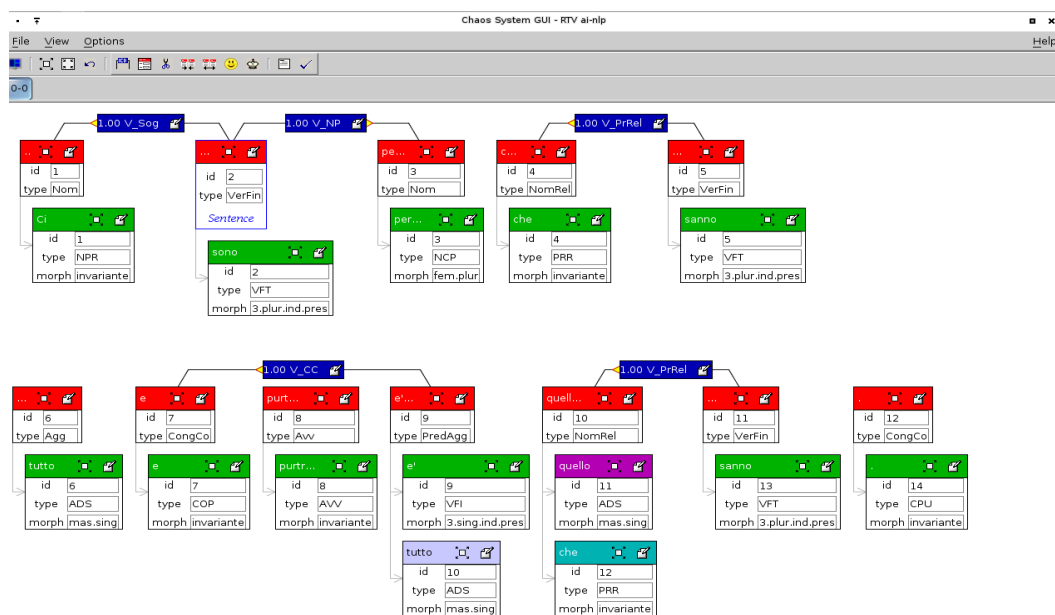 Chaos System GUI - RTV ai-nlp
File View Options Help
0-0
1.00 V_Sog 1.00 V_NP 1.00 V_PrRel
... ... pe... c... ...
id 1 id 2 id 3 id 4 id 5
type Nom type VerFin type Nom type NomRel type VerFin
Sentence
Ci per... che sanno
id 1 id 3 id 4 id 5
type NPR type NCP type PRR type VFT
morph invariante morph fem.plur morph invariante morph 3.plur.ind.pres
sono
id 2
type VFT
morph 3.plur.ind.pres
1.00 V_CC 1.00 V_PrRel
... e purt... e'... quell... ... .
id 6 id 7 id 8 id 9 id 10 id 11 id 12
type Agg type CongCo type Avv type PredAgg type NomRel type VerFin type CongCo
tutto e purtr... e' quello sanno .
id 6 id 7 id 8 id 9 id 11 id 13 id 14
type ADS type COP type AVV type VFI type ADS type VFT type CPU
morph mas.sing morph invariante morph invariante morph 3.sing.ind.pres morph mas.sing morph 3.plur.ind.pres morph invariante
tutto che
id 10 id 12
type ADS type PRR
morph mas.sing morph invariante